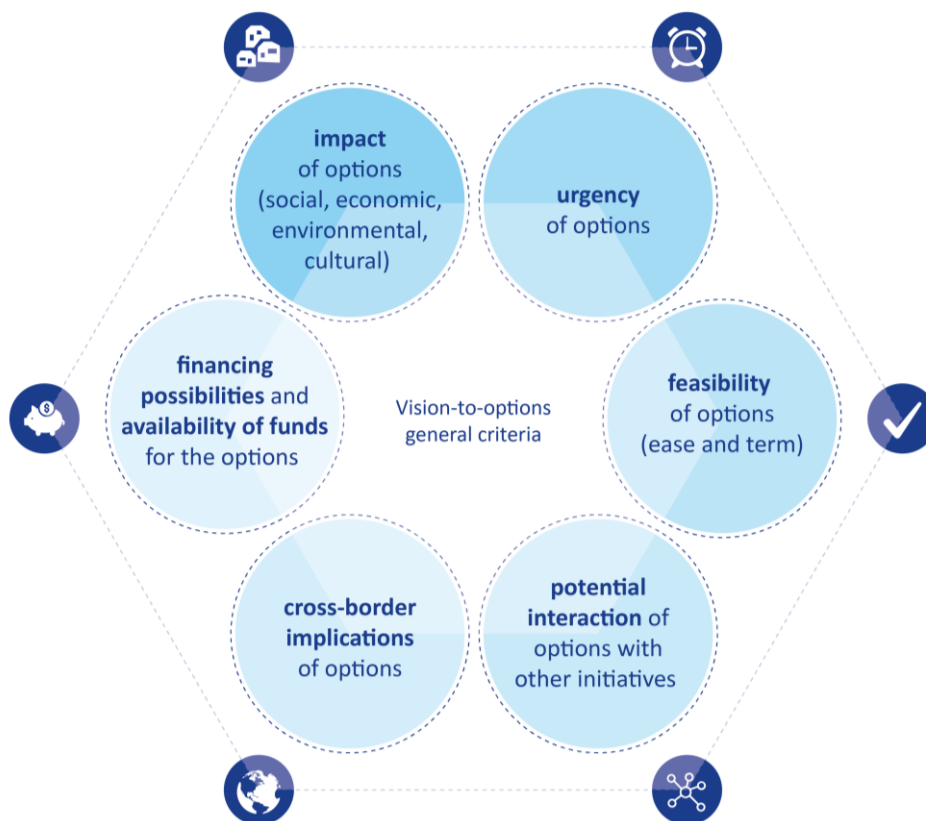 impact
of options
(social, economic,
environmental,
cultural)
urgency
of options
financing
possibilities and
availability of funds
for the options
Vision-to-options
general criteria
feasibility
of options
(ease and term)
cross-border
implications
of options
potential
interaction of
options with
other initiatives
$